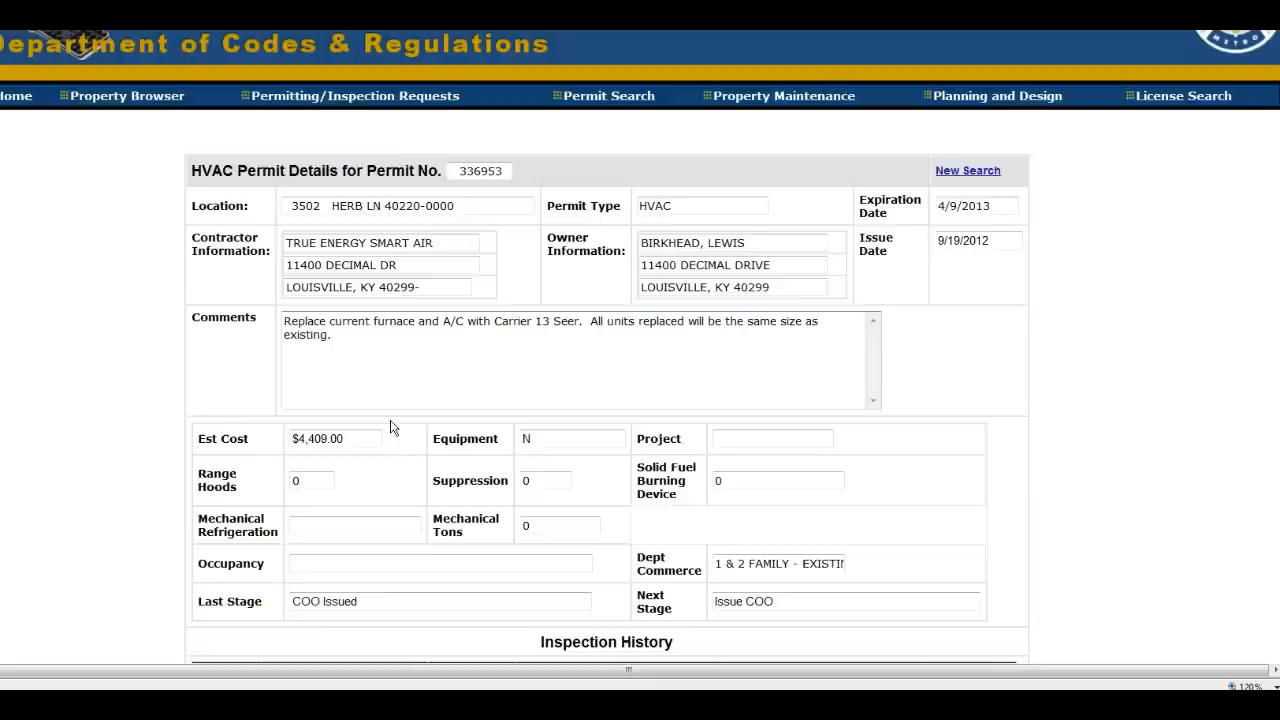 epartment of Codes & Regulations
METRO
ome Property Browser Permitting/Inspection Requests Permit Search Property Maintenance Planning and Design License Search
HVAC Permit Details for Permit No. 336953 New Search
Location: 3502 HERB LN 40220-0000 Permit Type HVAC Expiration Date 4/9/2013
Contractor Information: Owner Information: Issue Date 9/19/2012
TRUE ENERGY SMART AIR BIRKHEAD, LEWIS
11400 DECIMAL DR 11400 DECIMAL DRIVE
LOUISVILLE, KY 40299- LOUISVILLE, KY 40299
Comments Replace current furnace and A/C with Carrier 13 Seer. All units replaced will be the same size as
existing.
Est Cost $4,409.00 Equipment N Project
Range Hoods 0 Suppression 0 Solid Fuel Burning Device 0
Mechanical Refrigeration Mechanical Tons 0
Occupancy Dept Commerce 1 & 2 FAMILY - EXISTI
Last Stage COO Issued Next Stage Issue COO
Inspection History
120%